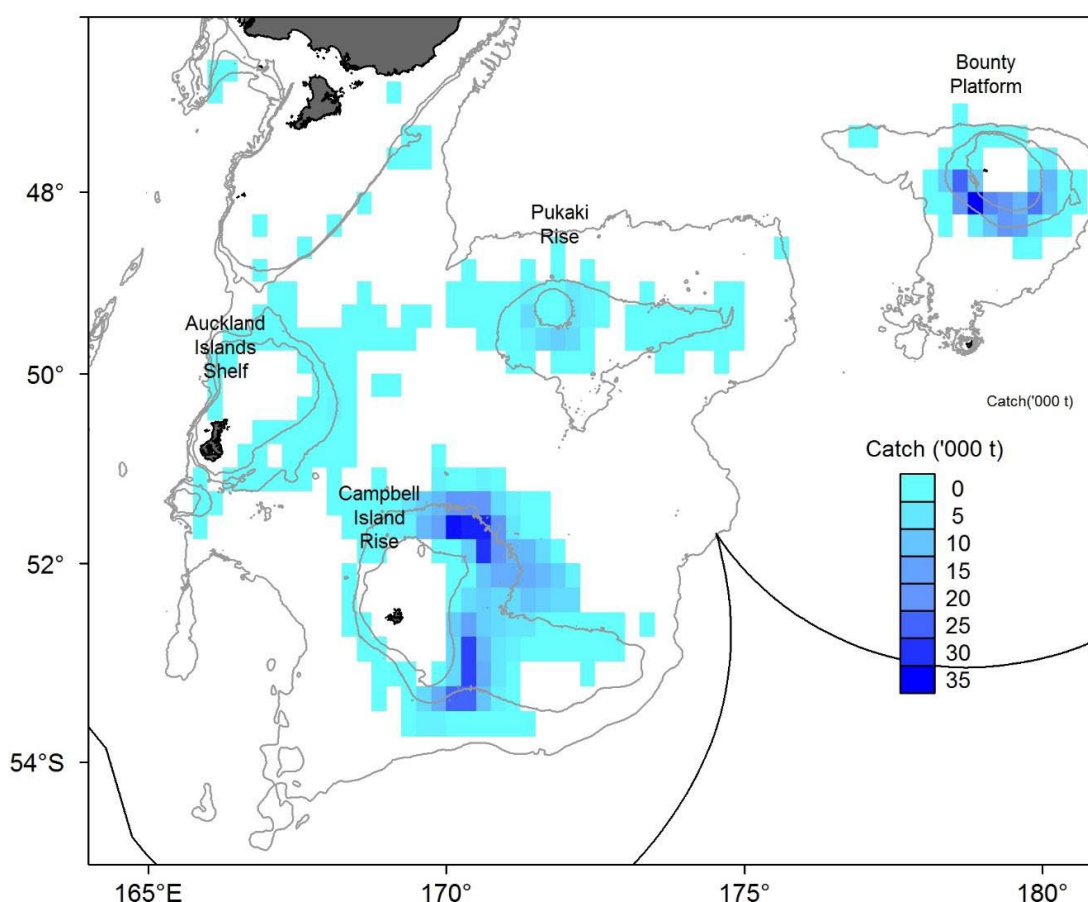 Bounty
Platform
48°
Pukaki
Rise
Auckland
Islands
Shelf
50°
Catch('000 t)
Catch ('000 t)
0
5
10
15
20
25
30
35
Campbell
Island
Rise
52°
54°S
165°E
170°
175°
180°